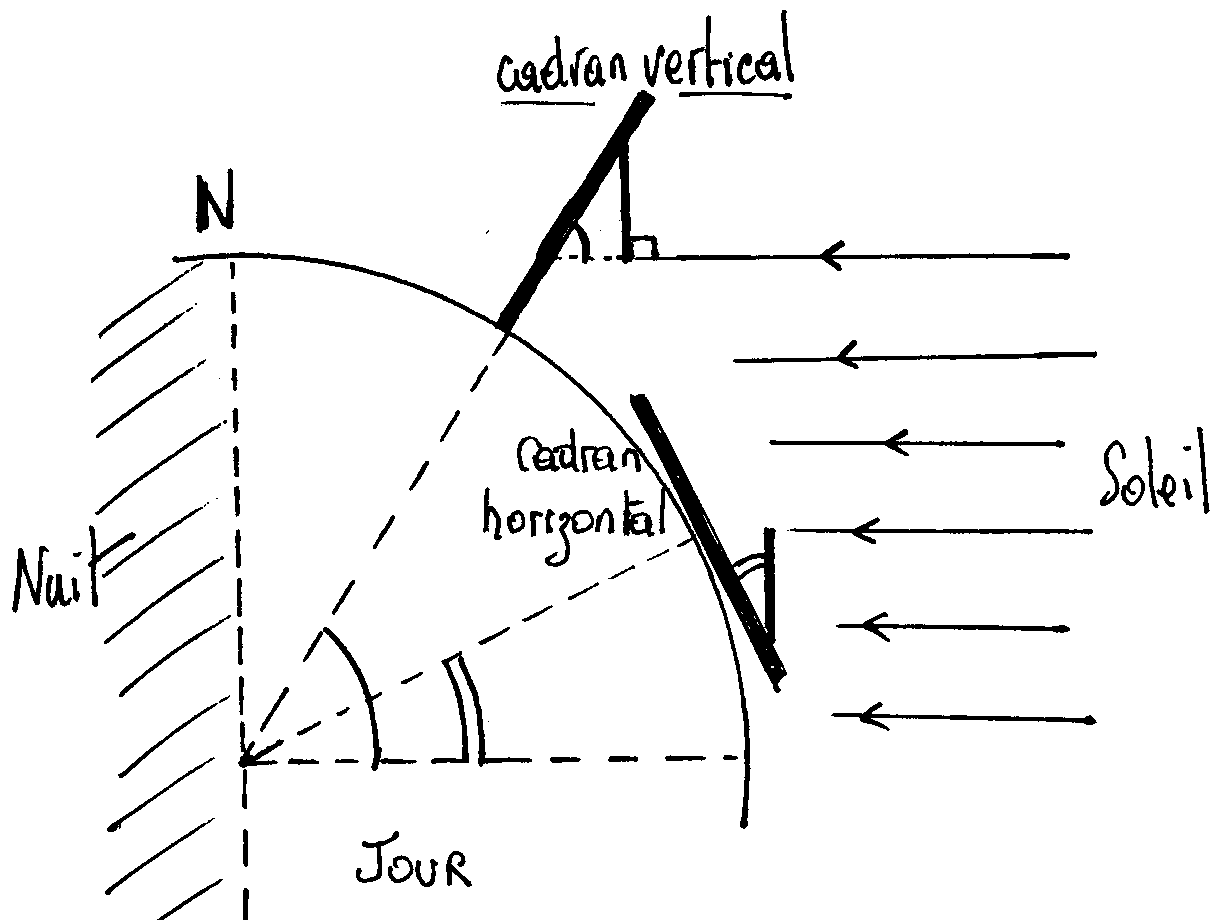 cadran vertical
N
Cadran
horizontal
Soleil
Nuit
JOUR